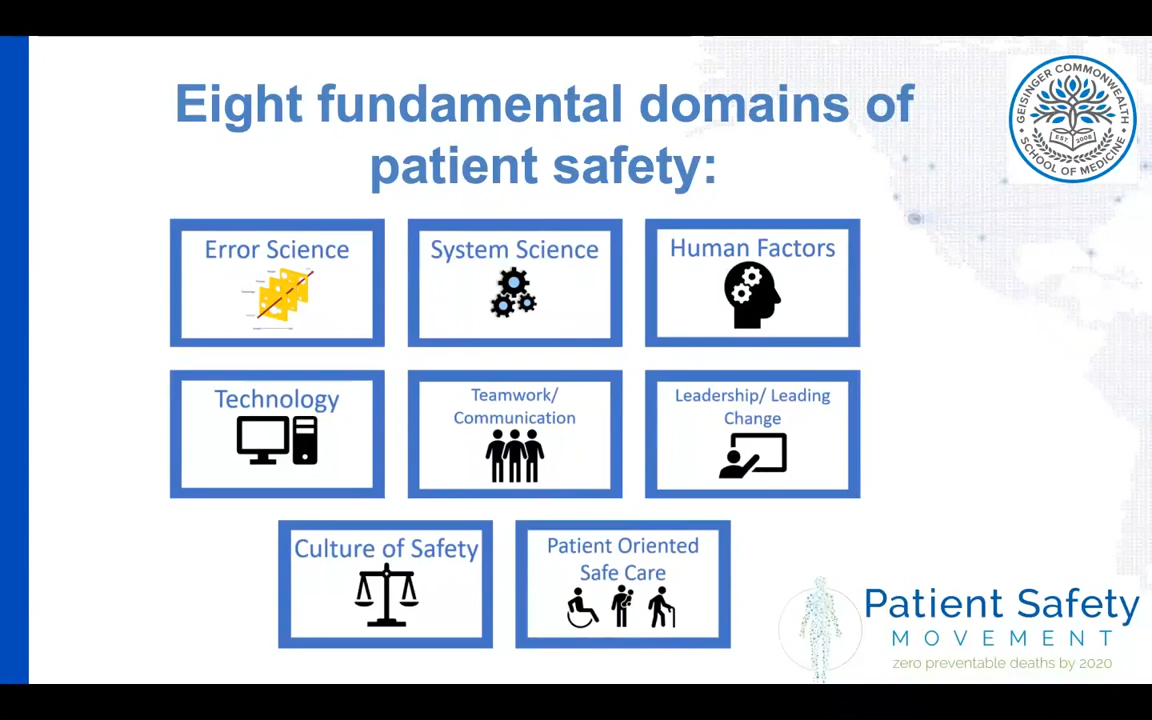 Eight fundamental domains of
patient safety:
GEISINGER COMMONWEALTH
SCHOOL OF MEDICINE
EST. 2008
Error Science
System Science
Human Factors
Technology
Teamwork/
Communication
Leadership/ Leading
Change
Culture of Safety
Patient Oriented
Safe Care
Patient Safety
MOVEMENT
zero preventable deaths by 2020